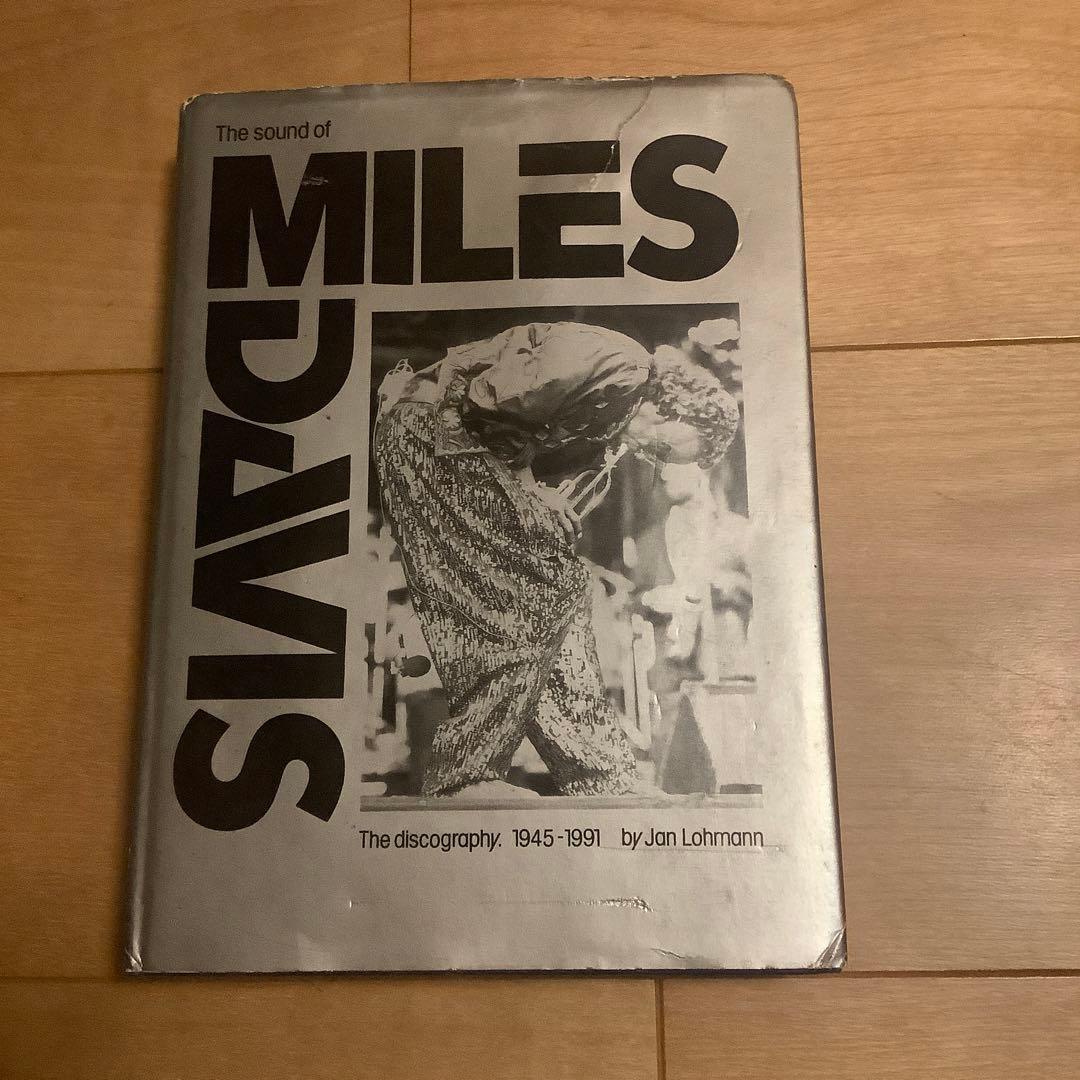 The sound of
MILES
DAVIS
The discography. 1945-1991 by Jan Lohmann